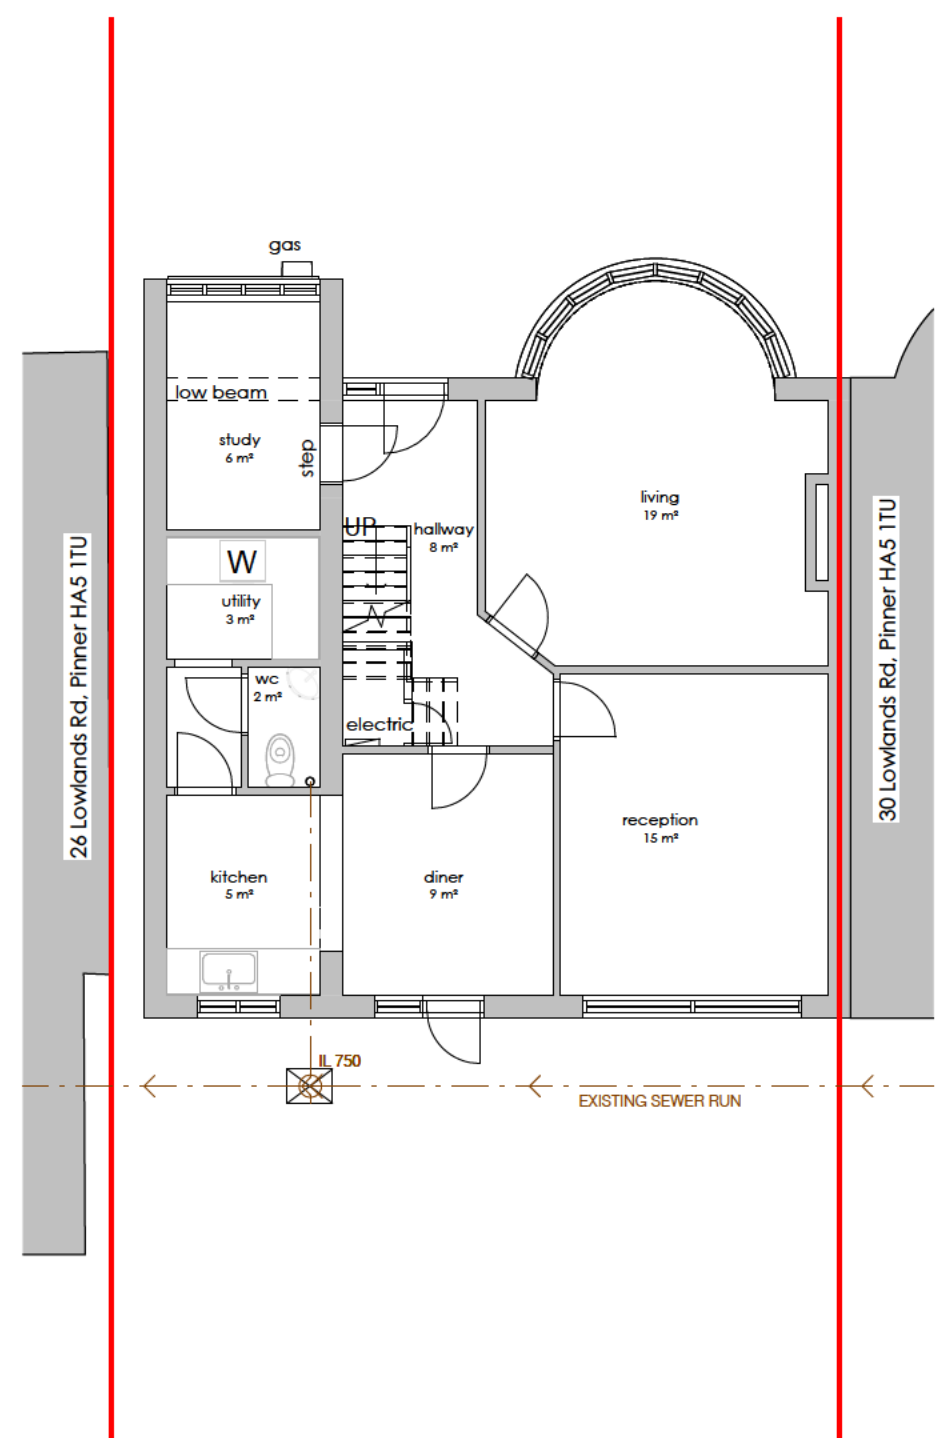 gas
low beam
study
6 m²
step
UP
hallway
8 m²
living
19 m²
W
utility
3 m²
wc
2 m²
electric
26 Lowlands Rd, Pinner HA5 1TU
30 Lowlands Rd, Pinner HA5 1TU
reception
15 m²
kitchen
5 m²
diner
9 m²
IL 750
EXISTING SEWER RUN